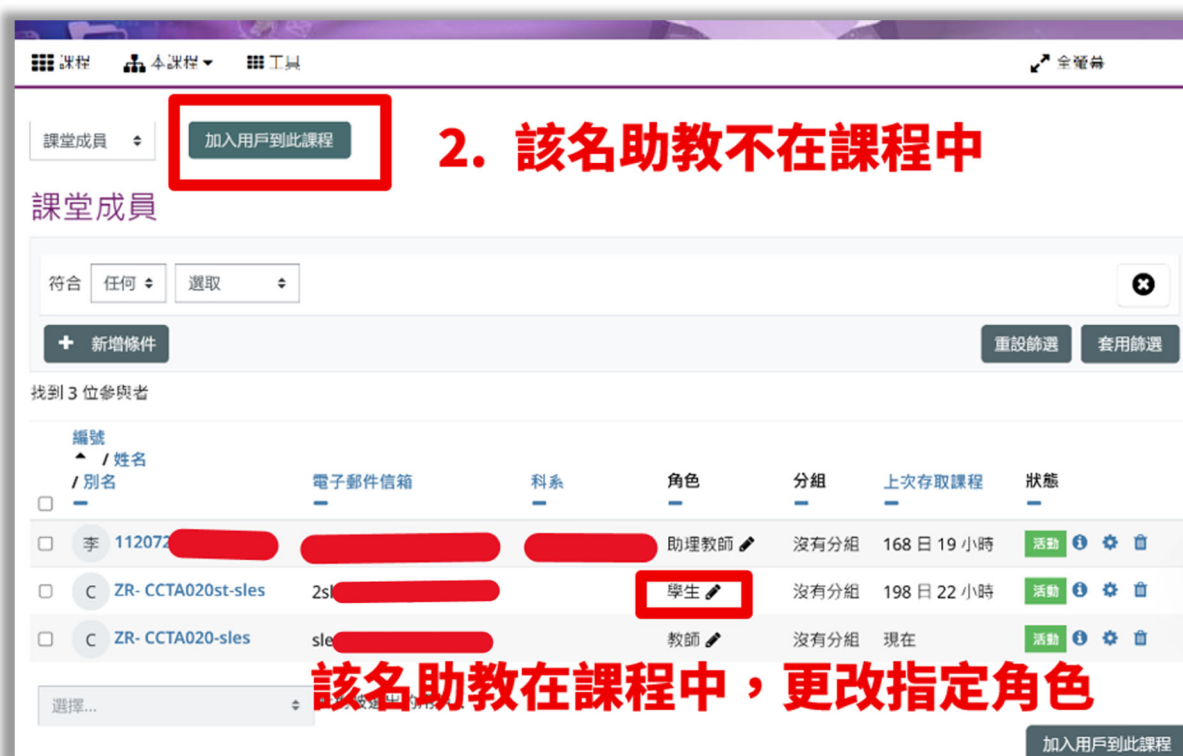 課程 本課程 工具 全螢幕
課堂成員 加入用戶到此課程 2. 該名助教不在課程中
課堂成員
符合 任何 選取
新增條件 重設篩選 套用篩選
找到 3 位參與者
編號
/ 姓名
/ 別名 電子郵件信箱 科系 角色 分組 上次存取課程 狀態
李 112072 助理教師 沒有分組 168 日 19 小時 活動
C ZR- CCTA020st-sles 2sl 學生 沒有分組 198 日 22 小時 活動
C ZR- CCTA020-sles sle 教師 沒有分組 現在 活動
該名助教在課程中，更改指定角色
選擇...
加入用戶到此課程